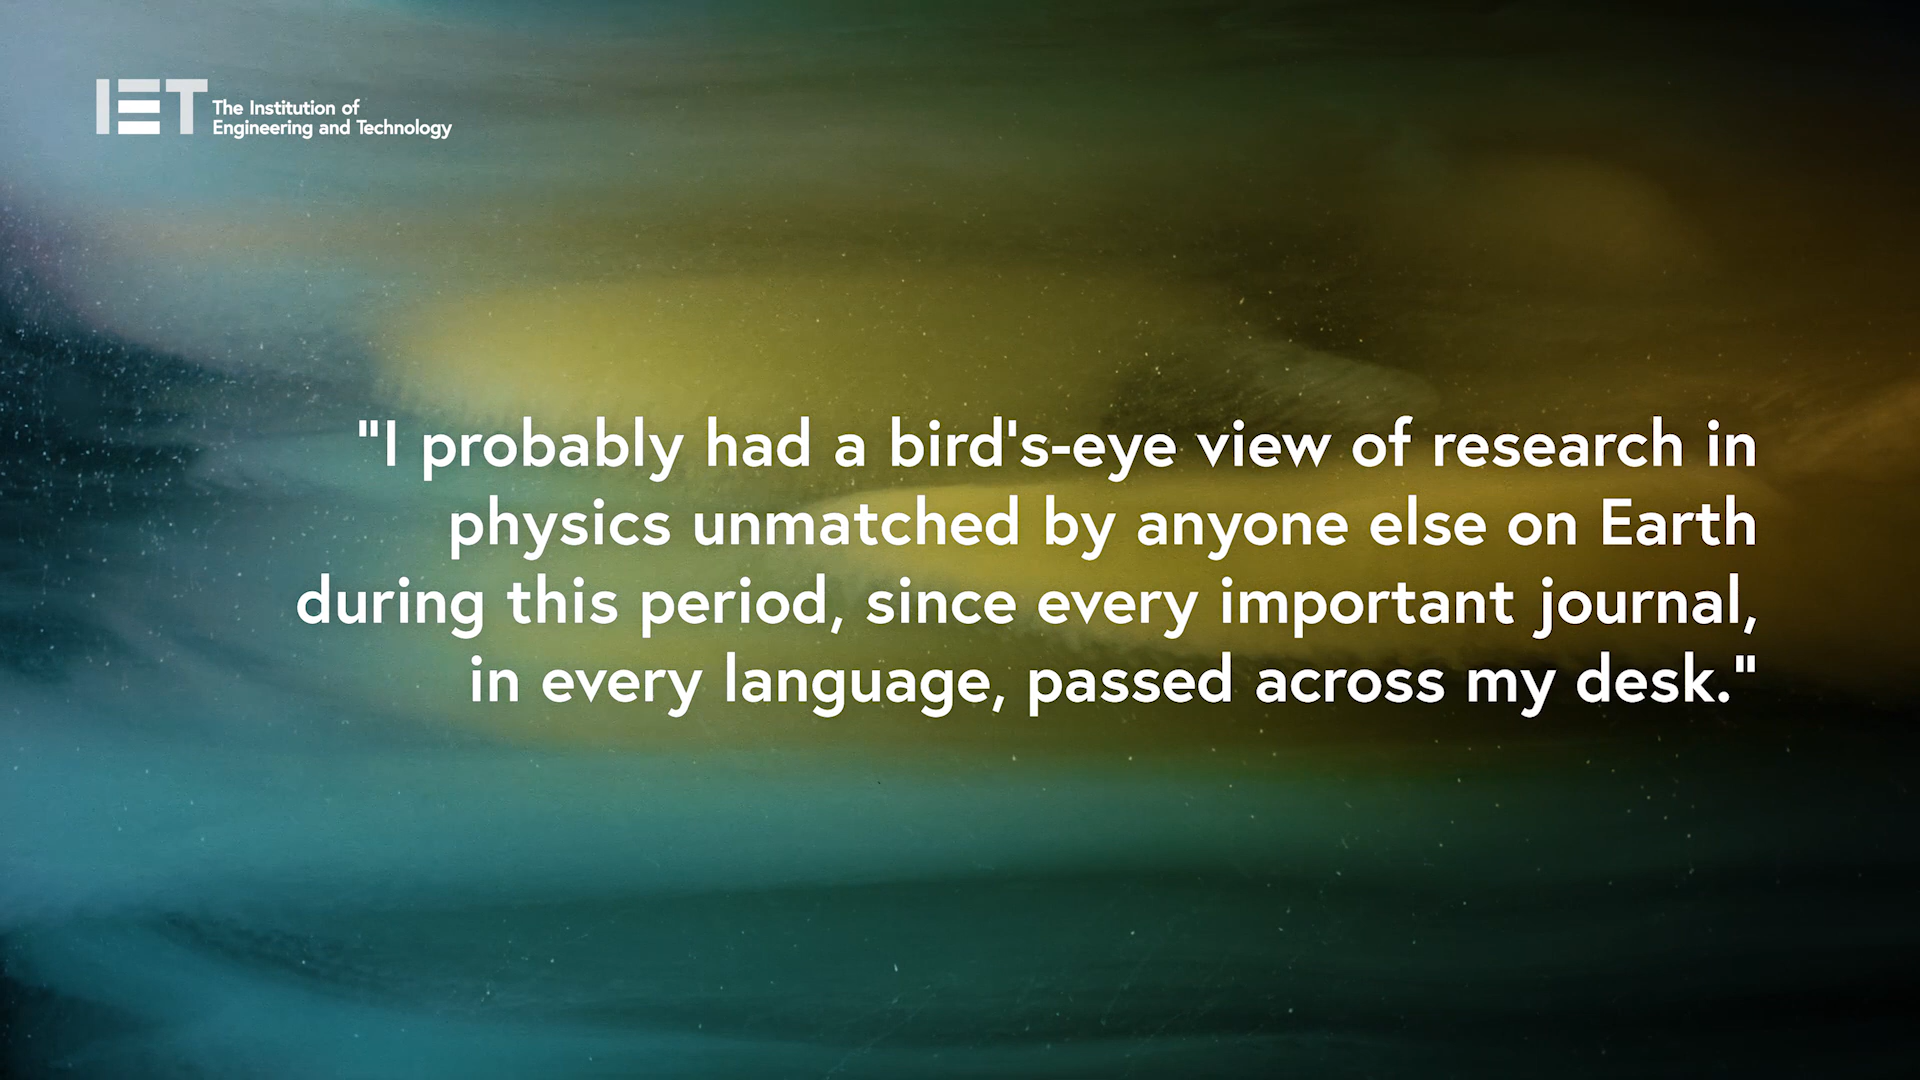 IET The Institution of
Engineering and Technology
"I probably had a bird's-eye view of research in
physics unmatched by anyone else on Earth
during this period, since every important journal,
in every language, passed across my desk."